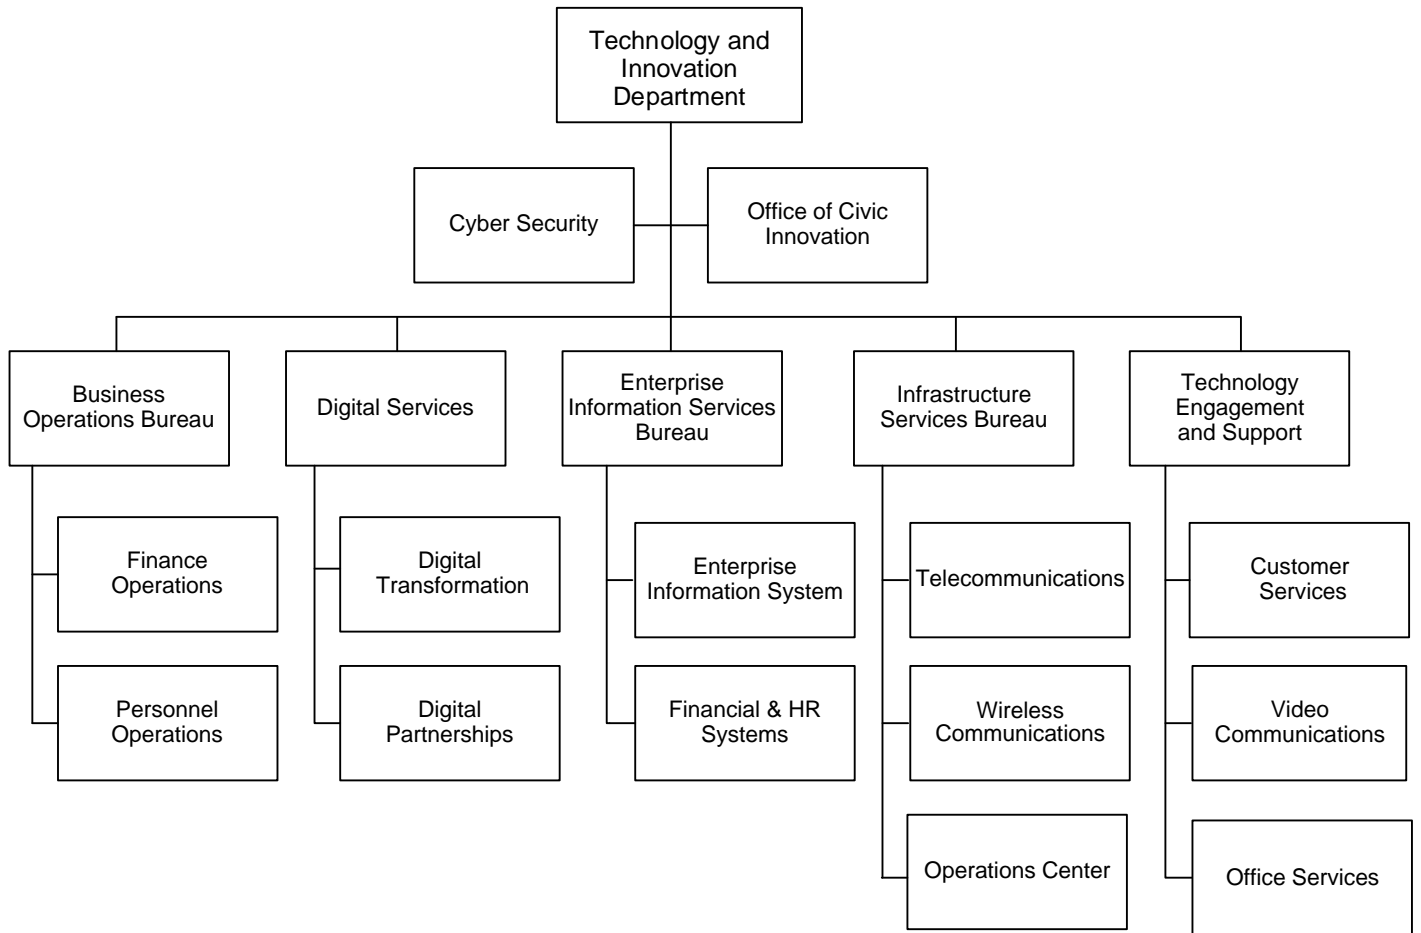 Technology and
Innovation
Department
Cyber Security
Office of Civic
Innovation
Business
Operations Bureau
Digital Services
Enterprise
Information Services
Bureau
Infrastructure
Services Bureau
Technology
Engagement
and Support
Finance
Operations
Digital
Transformation
Enterprise
Information System
Telecommunications
Customer
Services
Personnel
Operations
Digital
Partnerships
Financial & HR
Systems
Wireless
Communications
Video
Communications
Operations Center
Office Services